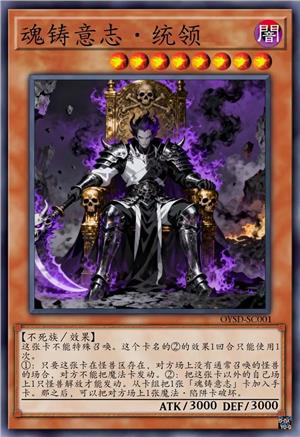 魂铸意志·统领
闇
OYSD-SC001
[不死族／效果]
这张卡不能特殊召唤。这个卡名的②的效果1回合只能使用1
次。
①：只要这张卡在怪兽区存在，对方场上没有通常召唤的怪兽
的场合，对方不能把魔法卡发动。②：把这张卡以外的自己场
上1只怪兽解放才能发动。从卡组把1张「魂铸意志」卡加入手
卡。那之后，可以把对方场上1张魔法·陷阱卡破坏。
ATK/3000 DEF/3000